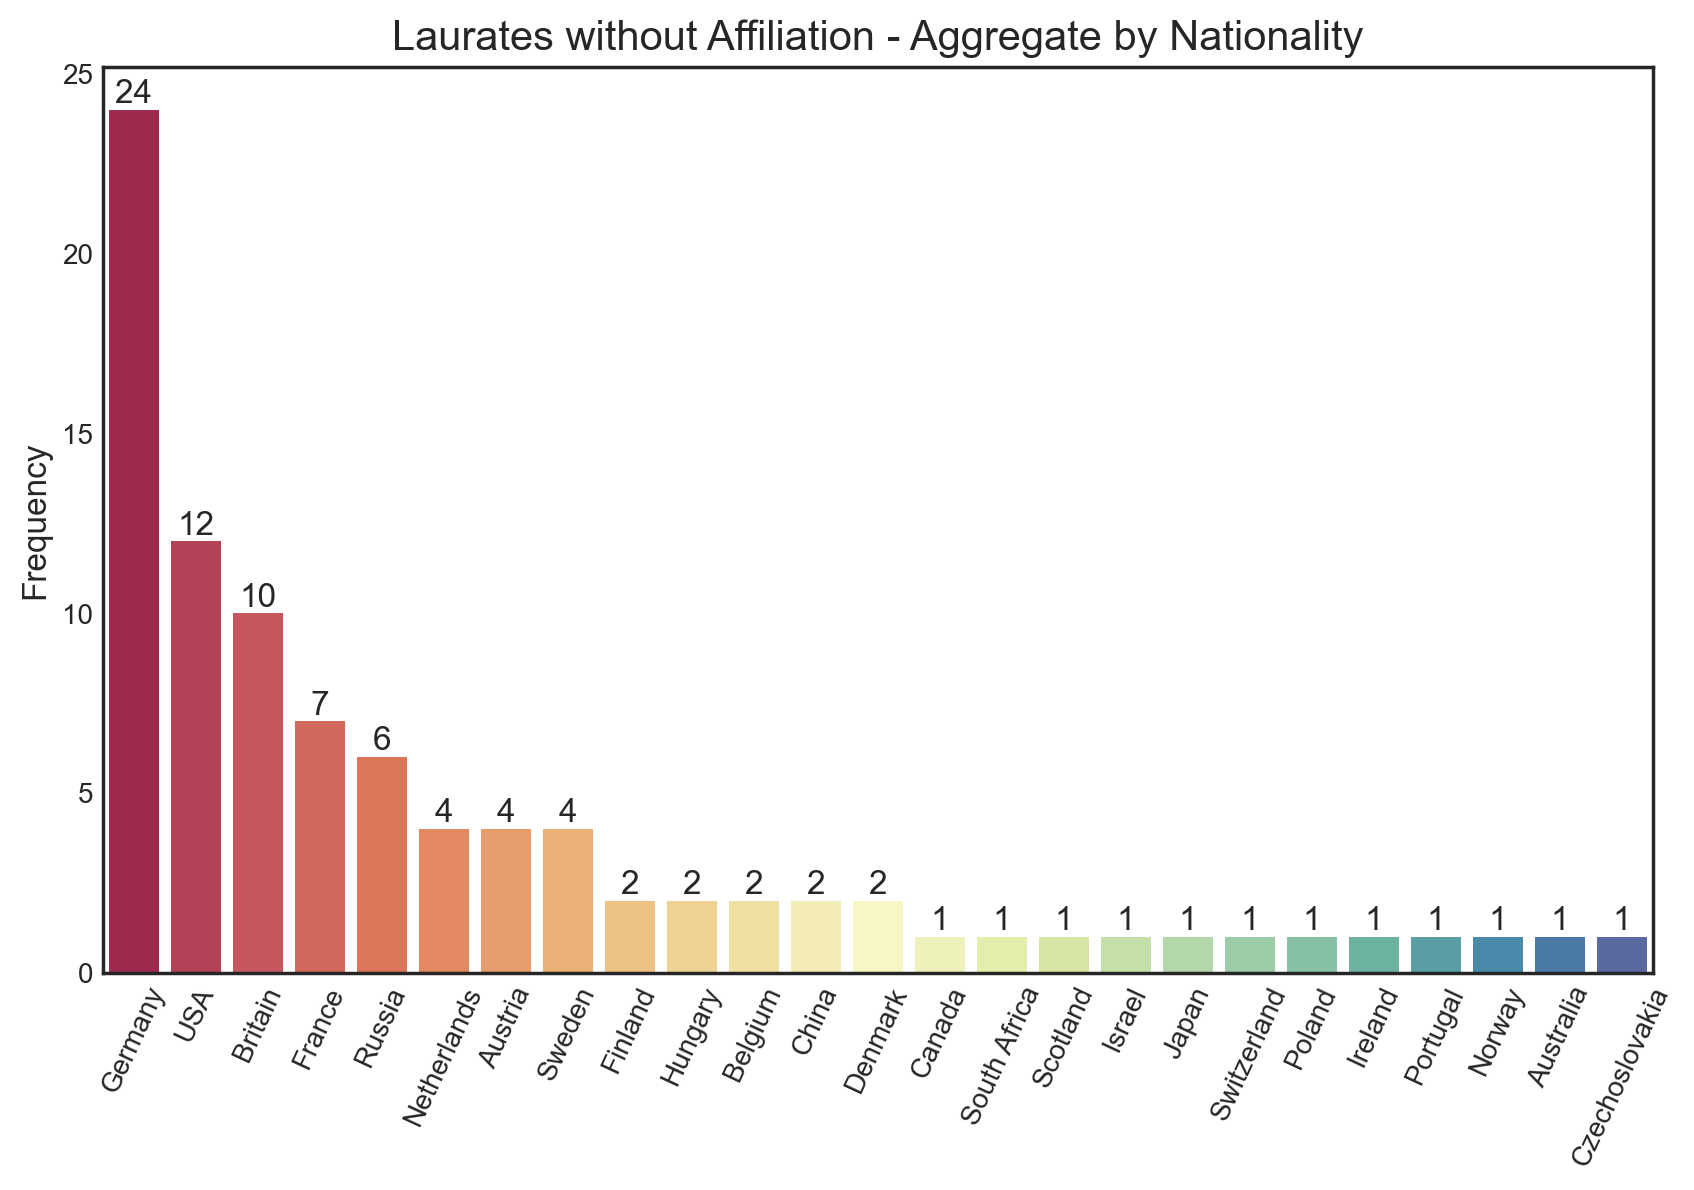 Laurates without Affiliation - Aggregate by Nationality
25
20
15
10
5
0
Frequency
24
12
10
7
6
4
4
4
2
2
2
2
2
1
1
1
1
1
1
1
1
1
1
1
1
Germany
USA
Britain
France
Russia
Netherlands
Austria
Sweden
Finland
Hungary
Belgium
China
Denmark
Canada
South Africa
Scotland
Israel
Japan
Switzerland
Poland
Ireland
Portugal
Norway
Australia
Czechoslovakia